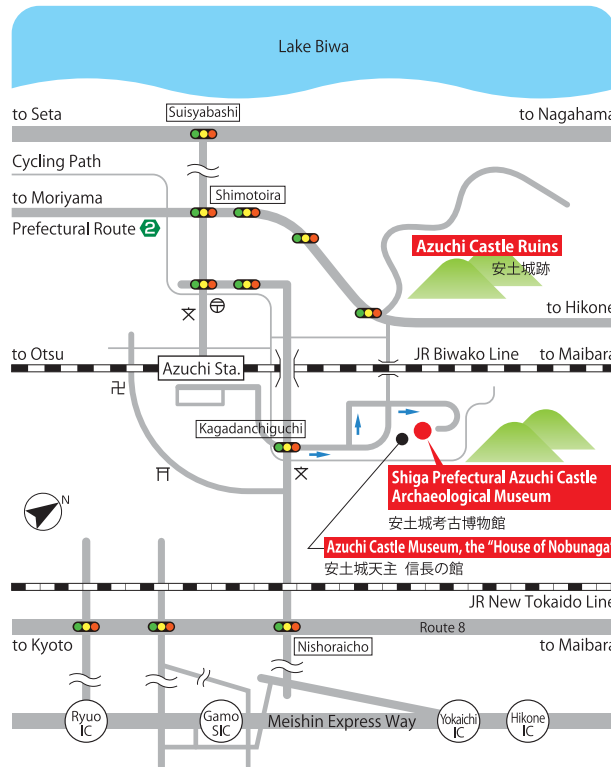 Lake Biwa
to Seta
Suisyabashi
to Nagahama
Cycling Path
to Moriyama
Shimotoira
Prefectural Route 2
Azuchi Castle Ruins
安土城跡
to Hikone
to Otsu
Azuchi Sta.
JR Biwako Line
to Maibara
卍
Kagadanchiguchi
Shiga Prefectural Azuchi Castle
Archaeological Museum
安土城考古博物館
N
Azuchi Castle Museum, the “House of Nobunaga
安土城天主 信長の館
JR New Tokaido Line
Route 8
to Kyoto
Nishoraicho
to Maibara
Ryuo
IC
Gamo
SIC
Meishin Express Way
Yokaichi
IC
Hikone
IC